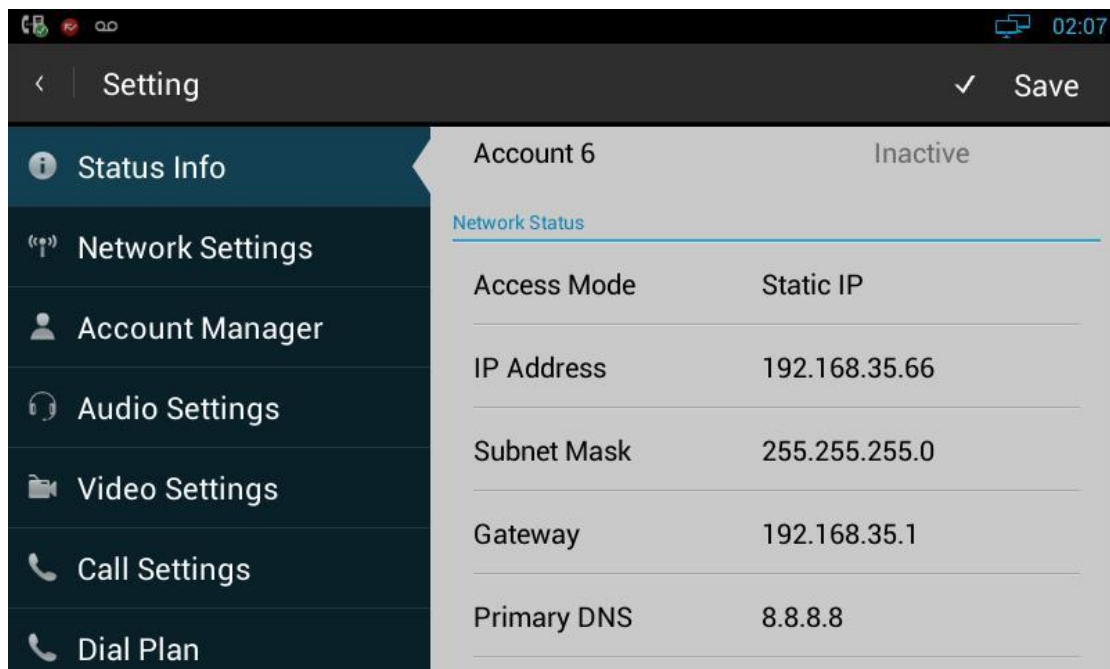 02:07
Setting
Save
Status Info
Network Settings
Account Manager
Audio Settings
Video Settings
Call Settings
Dial Plan
Account 6 Inactive
Network Status
Access Mode Static IP
IP Address 192.168.35.66
Subnet Mask 255.255.255.0
Gateway 192.168.35.1
Primary DNS 8.8.8.8